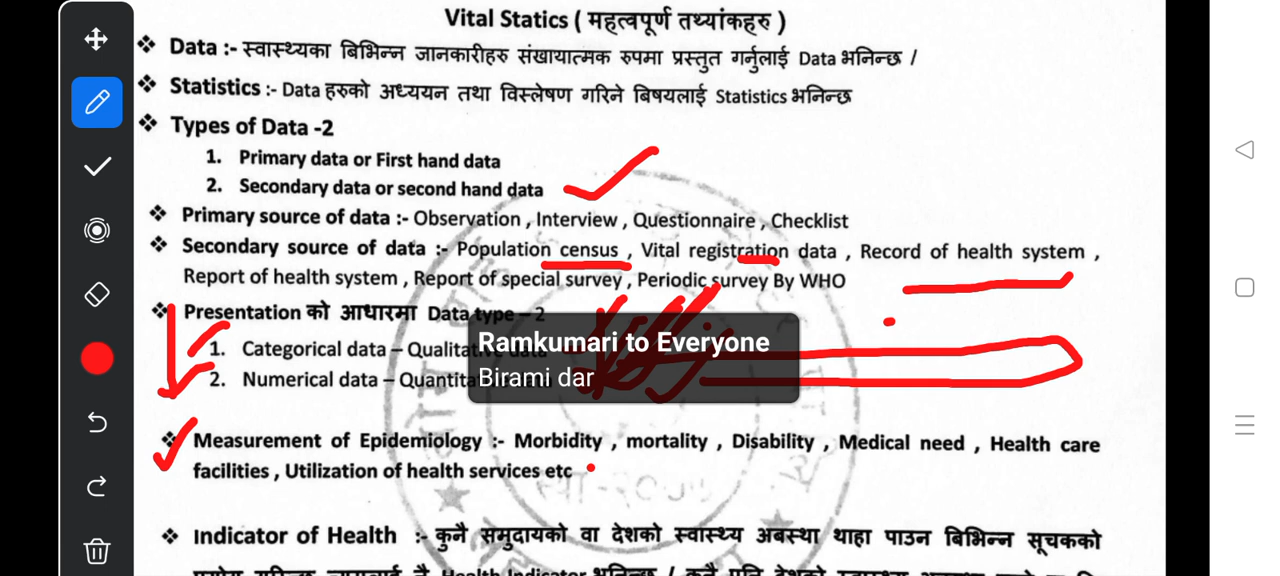 Vital Statics ( महत्वपूर्ण तथ्यांकहरु )
❖ Data :- स्वास्थ्यका बिभिन्न जानकारीहरु संखायात्मक रुपमा प्रस्तुत गर्नुलाई Data भनिन्छ /
❖ Statistics :- Data हरुको अध्ययन तथा विस्लेषण गरिने बिषयलाई Statistics भनिन्छ
❖ Types of Data -2
1. Primary data or First hand data
2. Secondary data or second hand data
❖ Primary source of data :- Observation , Interview , Questionnaire , Checklist
❖ Secondary source of data :- Population census , Vital registration data , Record of health system ,
Report of health system , Report of special survey , Periodic survey By WHO
❖ Presentation को आधारमा Data type – 2
1. Categorical data – Qualitative data
2. Numerical data – Quantita
Ramkumari to Everyone
Birami dar
❖ Measurement of Epidemiology :- Morbidity , mortality , Disability , Medical need , Health care
facilities , Utilization of health services etc
❖ Indicator of Health :- कुनै समुदायको वा देशको स्वास्थ्य अबस्था थाहा पाउन बिभिन्न सूचकको